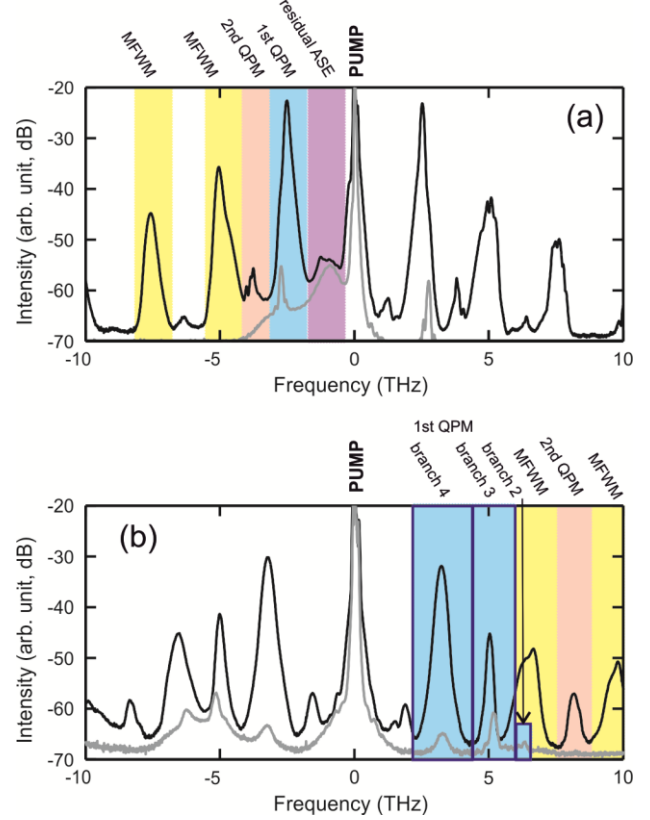 MFWM
MFWM
2nd QPM
1st QPM
residual ASE
PUMP
(a)
Intensity (arb. unit, dB)
-20
-30
-40
-50
-60
-70
-10
-5
0
5
10
Frequency (THz)
1st QPM
branch 4
branch 3
branch 2
MFWM
2nd QPM
MFWM
PUMP
(b)
Intensity (arb. unit, dB)
-20
-30
-40
-50
-60
-70
-10
-5
0
5
10
Frequency (THz)